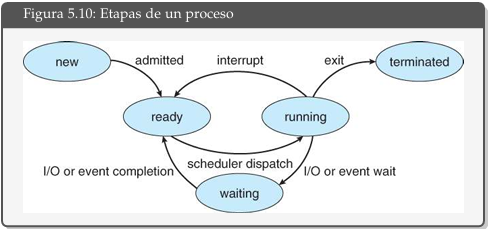 Figura 5.10: Etapas de un proceso
new
admitted
interrupt
exit
terminated
ready
running
scheduler dispatch
I/O or event completion
I/O or event wait
waiting